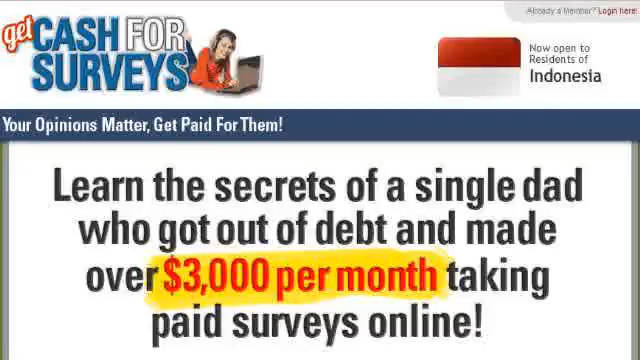 Already a Member? Login here!
get CASH FOR
SURVEYS
Now open to
Residents of
Indonesia
Your Opinions Matter, Get Paid For Them!
Learn the secrets of a single dad
who got out of debt and made
over $3,000 per month taking
paid surveys online!